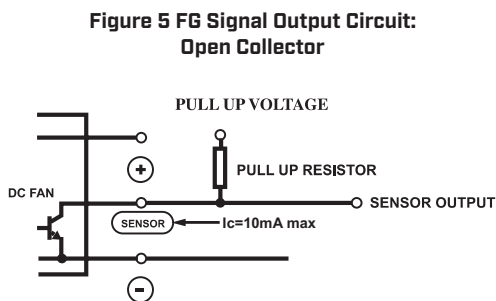 Figure 5 FG Signal Output Circuit:
Open Collector
PULL UP VOLTAGE
+
PULL UP RESISTOR
DC FAN
SENSOR OUTPUT
SENSOR
Ic=10mA max
-